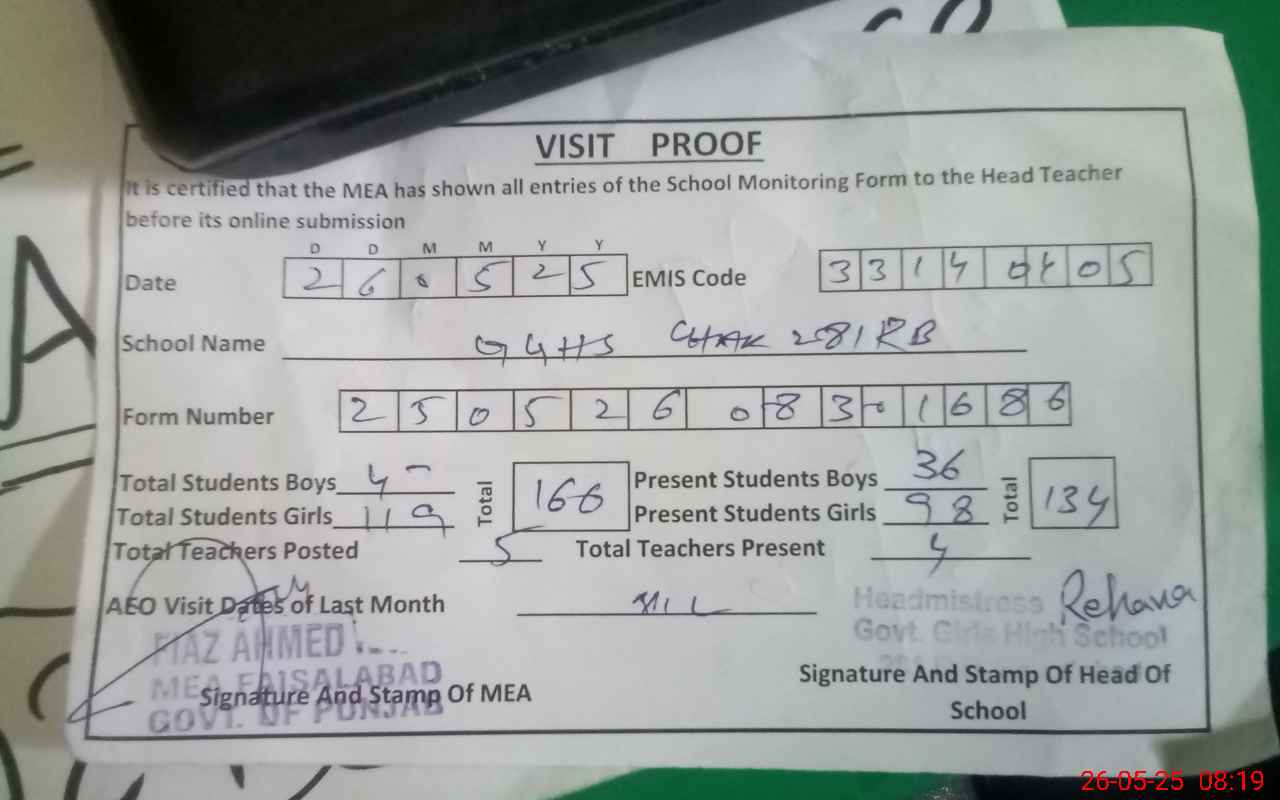 VISIT PROOF
It is certified that the MEA has shown all entries of the School Monitoring Form to the Head Teacher
before its online submission
D D M M Y Y
Date 2 6 0 5 2 5 EMIS Code 3 3 1 4 0 4 0 5
School Name GGHS CHAK 281 RB
Form Number 2 5 0 5 2 6 0 8 3 0 1 6 8 6
Total Students Boys 47 Total 166 Present Students Boys 36 Total 134
Total Students Girls 119 Present Students Girls 98
Total Teachers Posted 5 Total Teachers Present 4
AEO Visit Dates of Last Month NIL
Headmistress Rehana
Govt. Girls High School
FIAZ AHMED
MEA FAISALABAD
GOVT. OF PUNJAB
Signature And Stamp Of MEA
Signature And Stamp Of Head Of
School
26-05-25 08:19